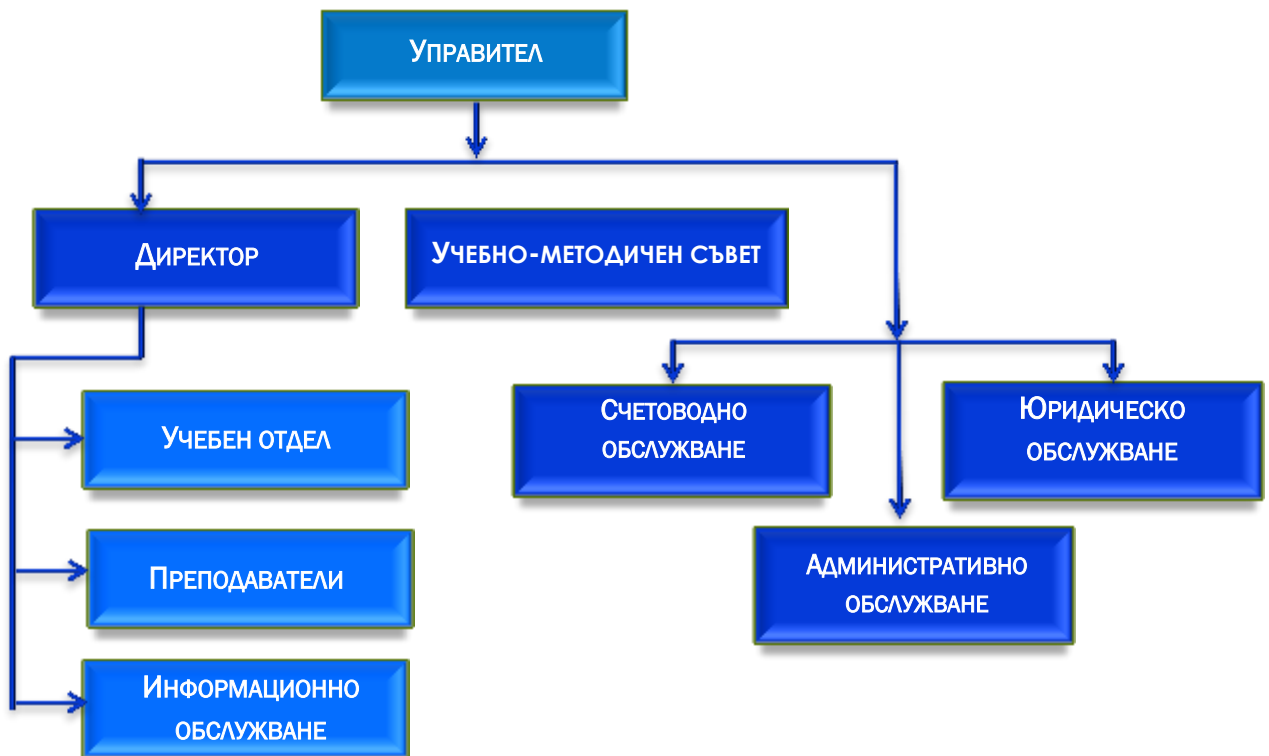 Управител
Директор
Учебно-методичен съвет
Счетоводно
обслужване
Юридическо
обслужване
Учебен отдел
Административно
обслужване
Преподаватели
Информационно
обслужване